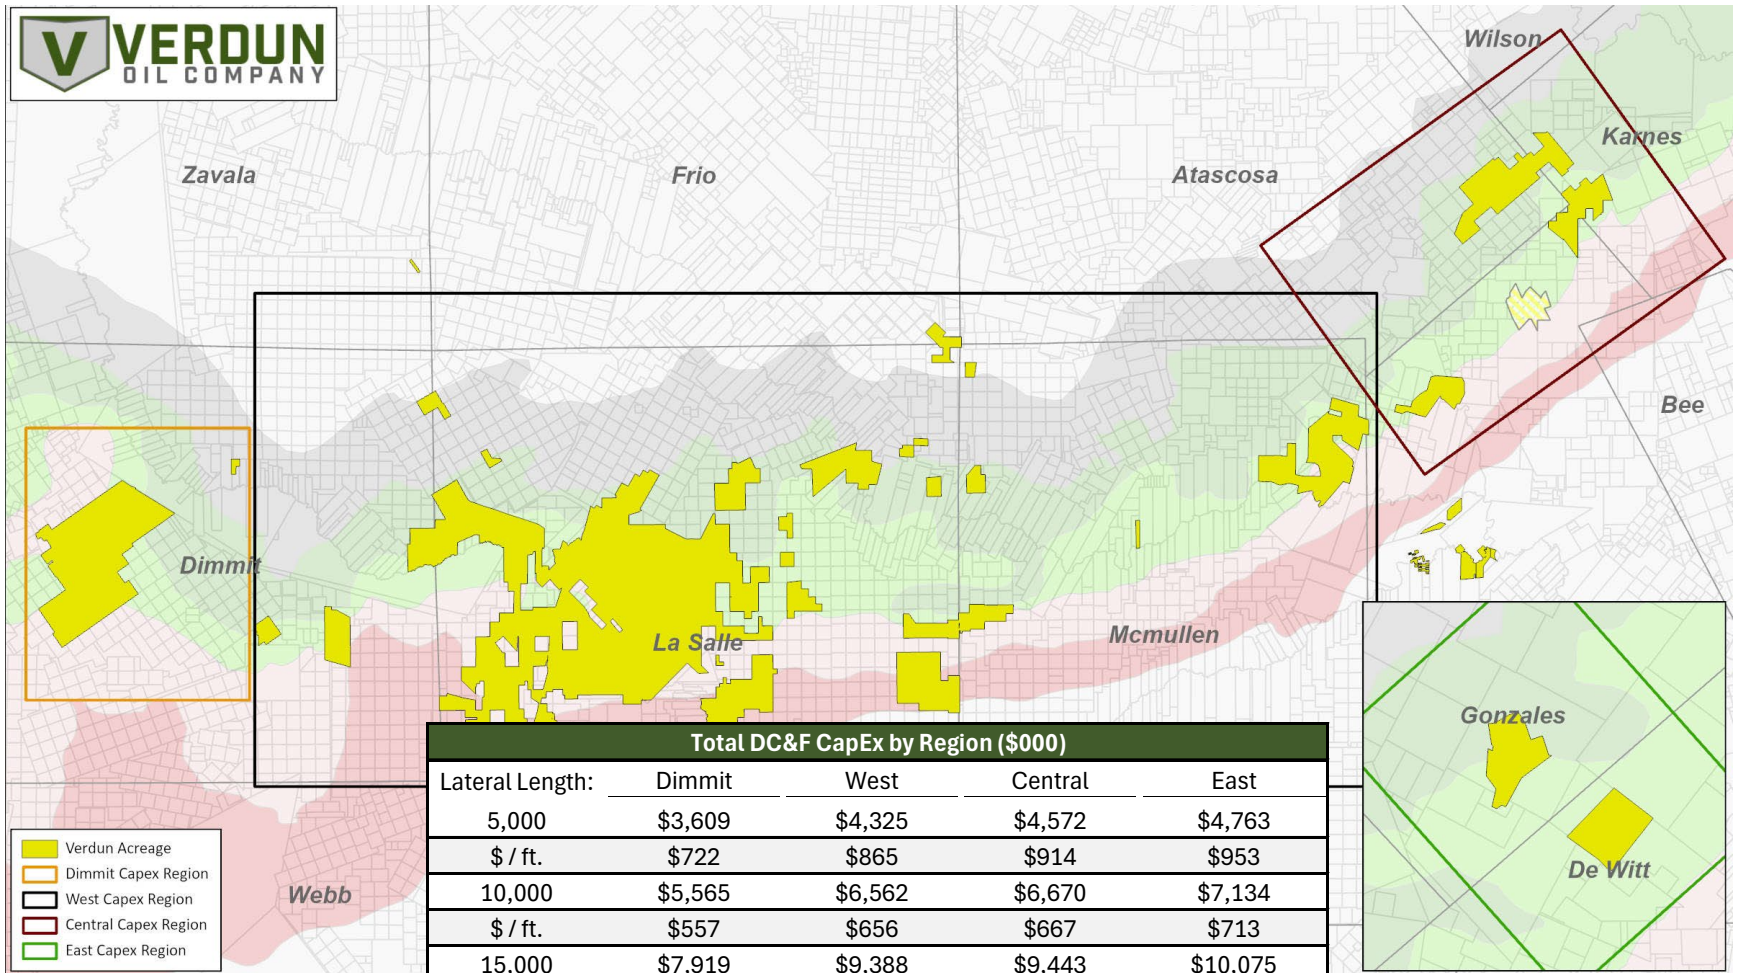 VERDUN
OIL COMPANY
Wilson
Karnes
Zavala
Frio
Atascosa
Bee
Dimmit
La Salle
Mcmullen
Gonzales
De Witt
Webb
Total DC&F CapEx by Region ($000)
Lateral Length: Dimmit West Central East
5,000 $3,609 $4,325 $4,572 $4,763
$ / ft. $722 $865 $914 $953
10,000 $5,565 $6,562 $6,670 $7,134
$ / ft. $557 $656 $667 $713
15,000 $7,919 $9,388 $9,443 $10,075
Verdun Acreage
Dimmit Capex Region
West Capex Region
Central Capex Region
East Capex Region